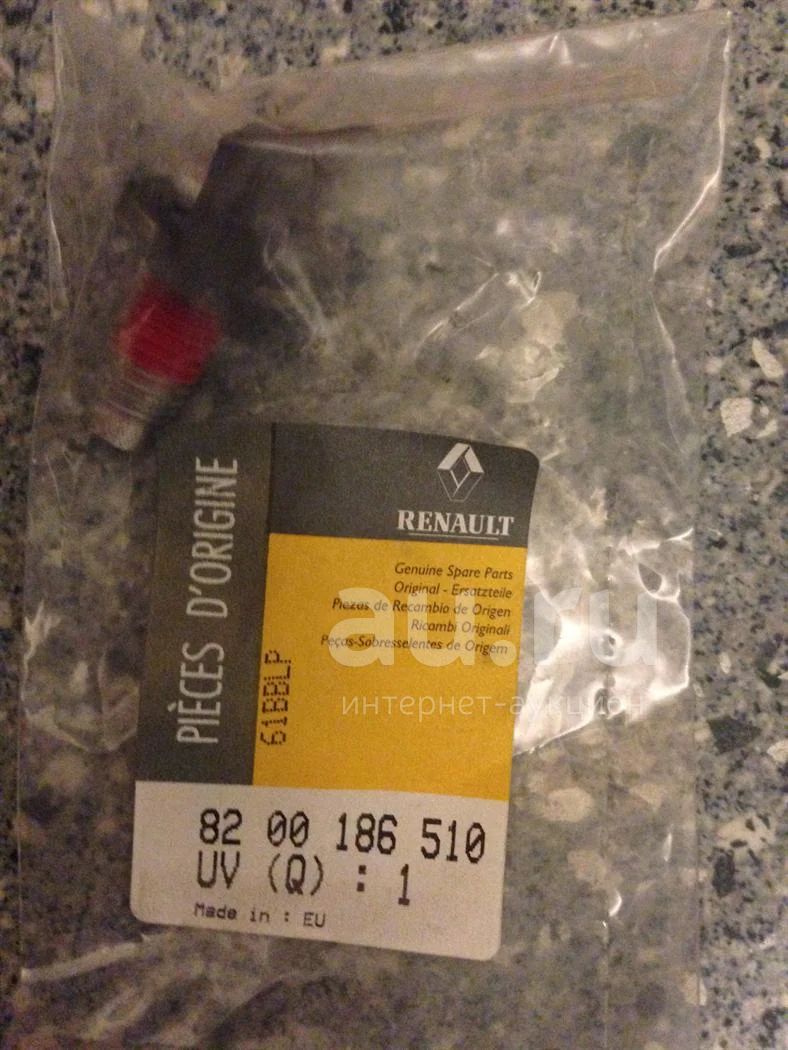 PIÈCES D'ORIGINE
RENAULT
Genuine Spare Parts
Original - Ersatzteile
Piezas de Recambio de Origen
Ricambi Originali
Peças-Sobresselentes de Origem
61BBLP
au.ru
интернет-аукцион
82 00 186 510
UV (Q) : 1
Made in : EU